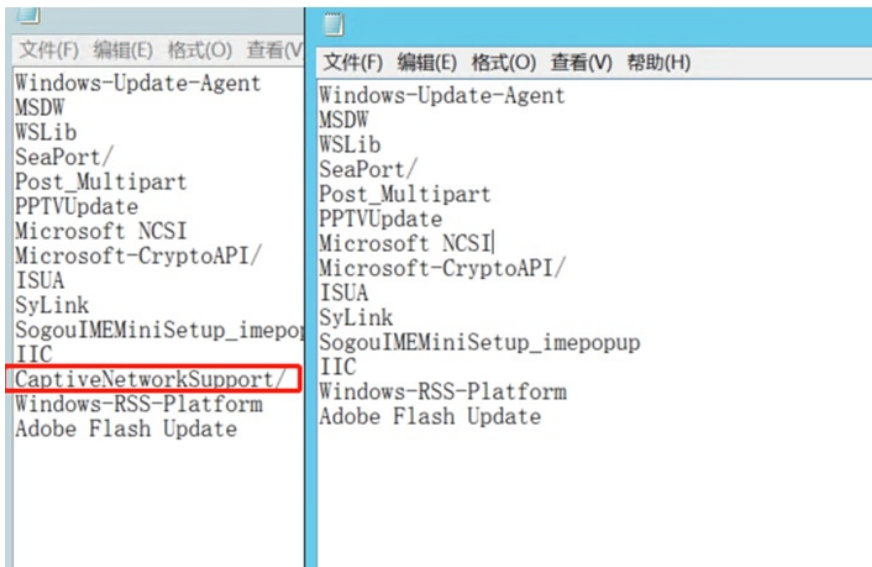 文件(F) 编辑(E) 格式(O) 查看(V
Windows-Update-Agent
MSDW
WSLib
SeaPort/
Post_Multipart
PPTVUpdate
Microsoft NCSI
Microsoft-CryptoAPI/
ISUA
SyLink
SogouIMEMiniSetup_imepop
IIC
CaptiveNetworkSupport/
Windows-RSS-Platform
Adobe Flash Update
文件(F) 编辑(E) 格式(O) 查看(V) 帮助(H)
Windows-Update-Agent
MSDW
WSLib
SeaPort/
Post_Multipart
PPTVUpdate
Microsoft NCSI
Microsoft-CryptoAPI/
ISUA
SyLink
SogouIMEMiniSetup_imepopup
IIC
Windows-RSS-Platform
Adobe Flash Update